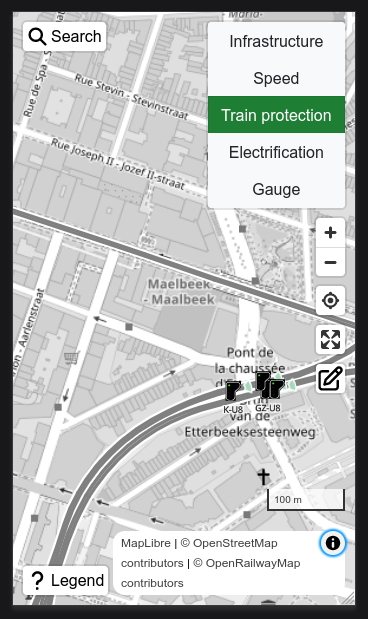 Mario-
Search
Infrastructure
Speed
Train protection
Electrification
Gauge
Rue de Spa - S
Rue Stevin - Stevinstraat
Rue Joseph II - Jozef II-straat
Maelbeek
- Maalbeek
on - Aarlenstraat
Pont de
la chaussée
K-U8
GZ-U8
van de
Etterbeeksesteenweg
100 m
MapLibre | © OpenStreetMap
contributors | © OpenRailwayMap
contributors
? Legend